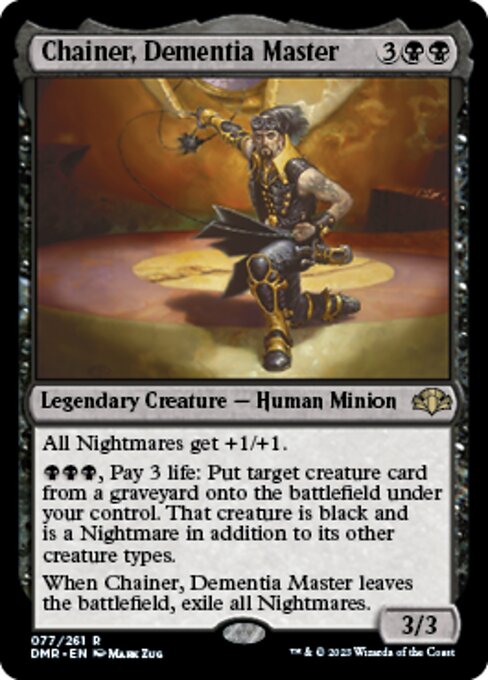 Chainer, Dementia Master 3
Legendary Creature — Human Minion
All Nightmares get +1/+1.
, Pay 3 life: Put target creature card
from a graveyard onto the battlefield under
your control. That creature is black and
is a Nightmare in addition to its other
creature types.
When Chainer, Dementia Master leaves
the battlefield, exile all Nightmares.
3/3
077/261 R
DMR • EN Mark Zug
™ & © 2023 Wizards of the Coast